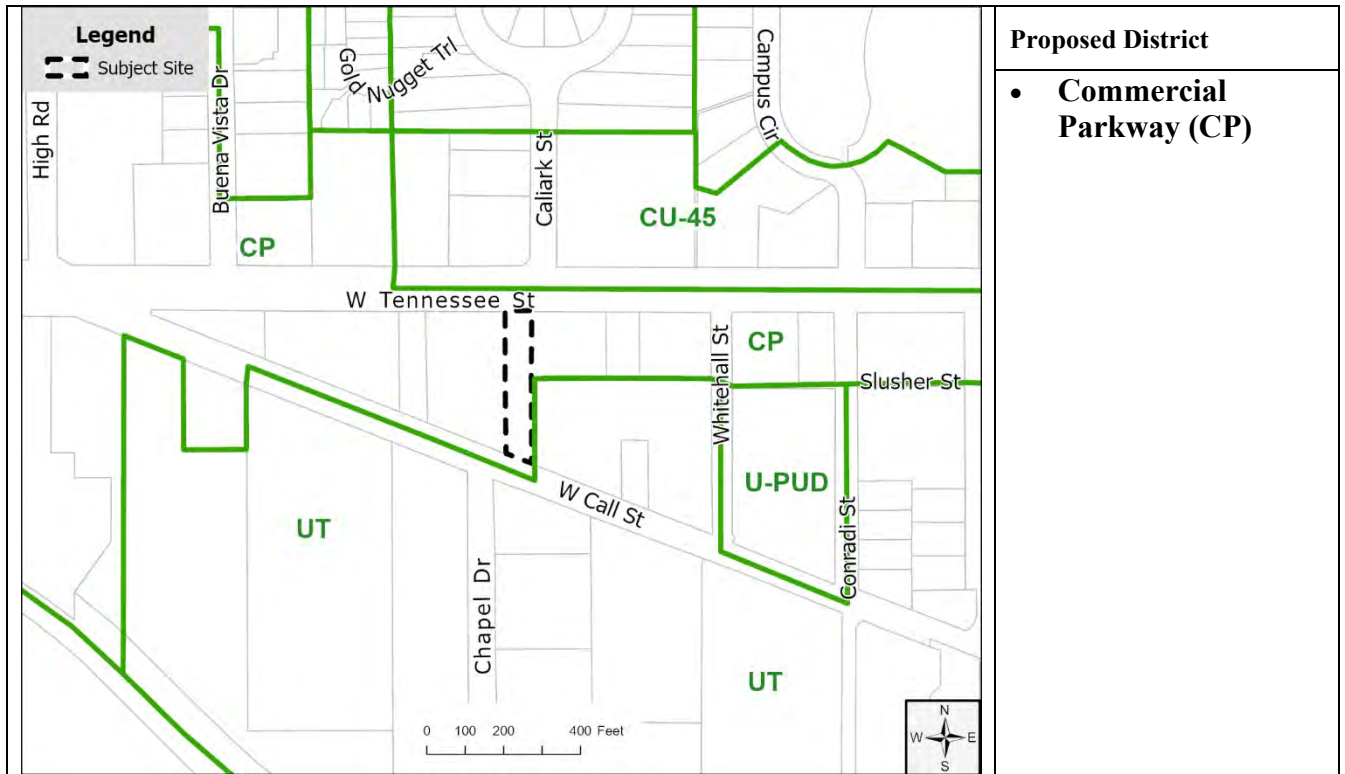 Legend
Subject Site
High Rd
Buena Vista Dr
Gold
Nugget Trl
Caliark St
Campus Cir
CP
CU-45
W Tennessee St
CP
Whitehall St
Slusher St
U-PUD
Conradi St
W Call St
UT
Chapel Dr
UT
0 100 200 400 Feet
N
W E
S
Proposed District
• Commercial
Parkway (CP)